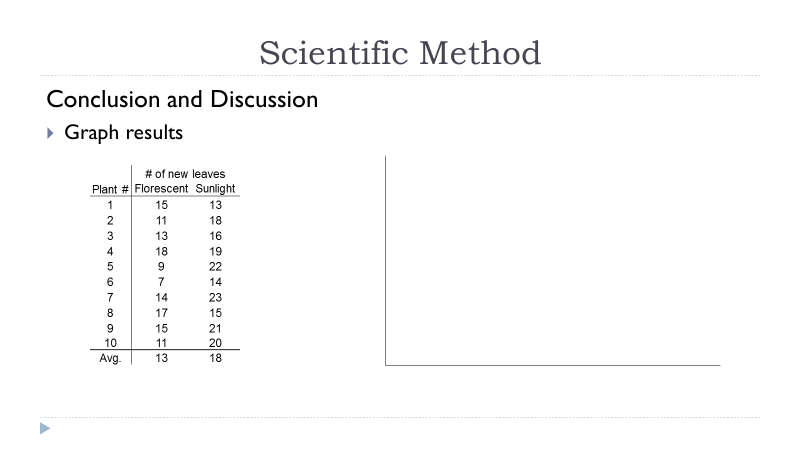 Scientific Method
Conclusion and Discussion
Graph results
# of new leaves
Plant # Florescent Sunlight
1 15 13
2 11 18
3 13 16
4 18 19
5 9 22
6 7 14
7 14 23
8 17 15
9 15 21
10 11 20
Avg. 13 18